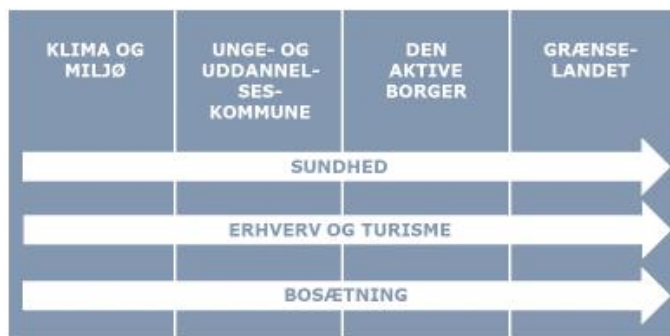 KLIMA OG
MILJØ
UNGE- OG
UDDANNEL-
SES-
KOMMUNE
DEN
AKTIVE
BORGER
GRÆNSE-
LANDET
SUNDHED
ERHVERV OG TURISME
BOSÆTNING